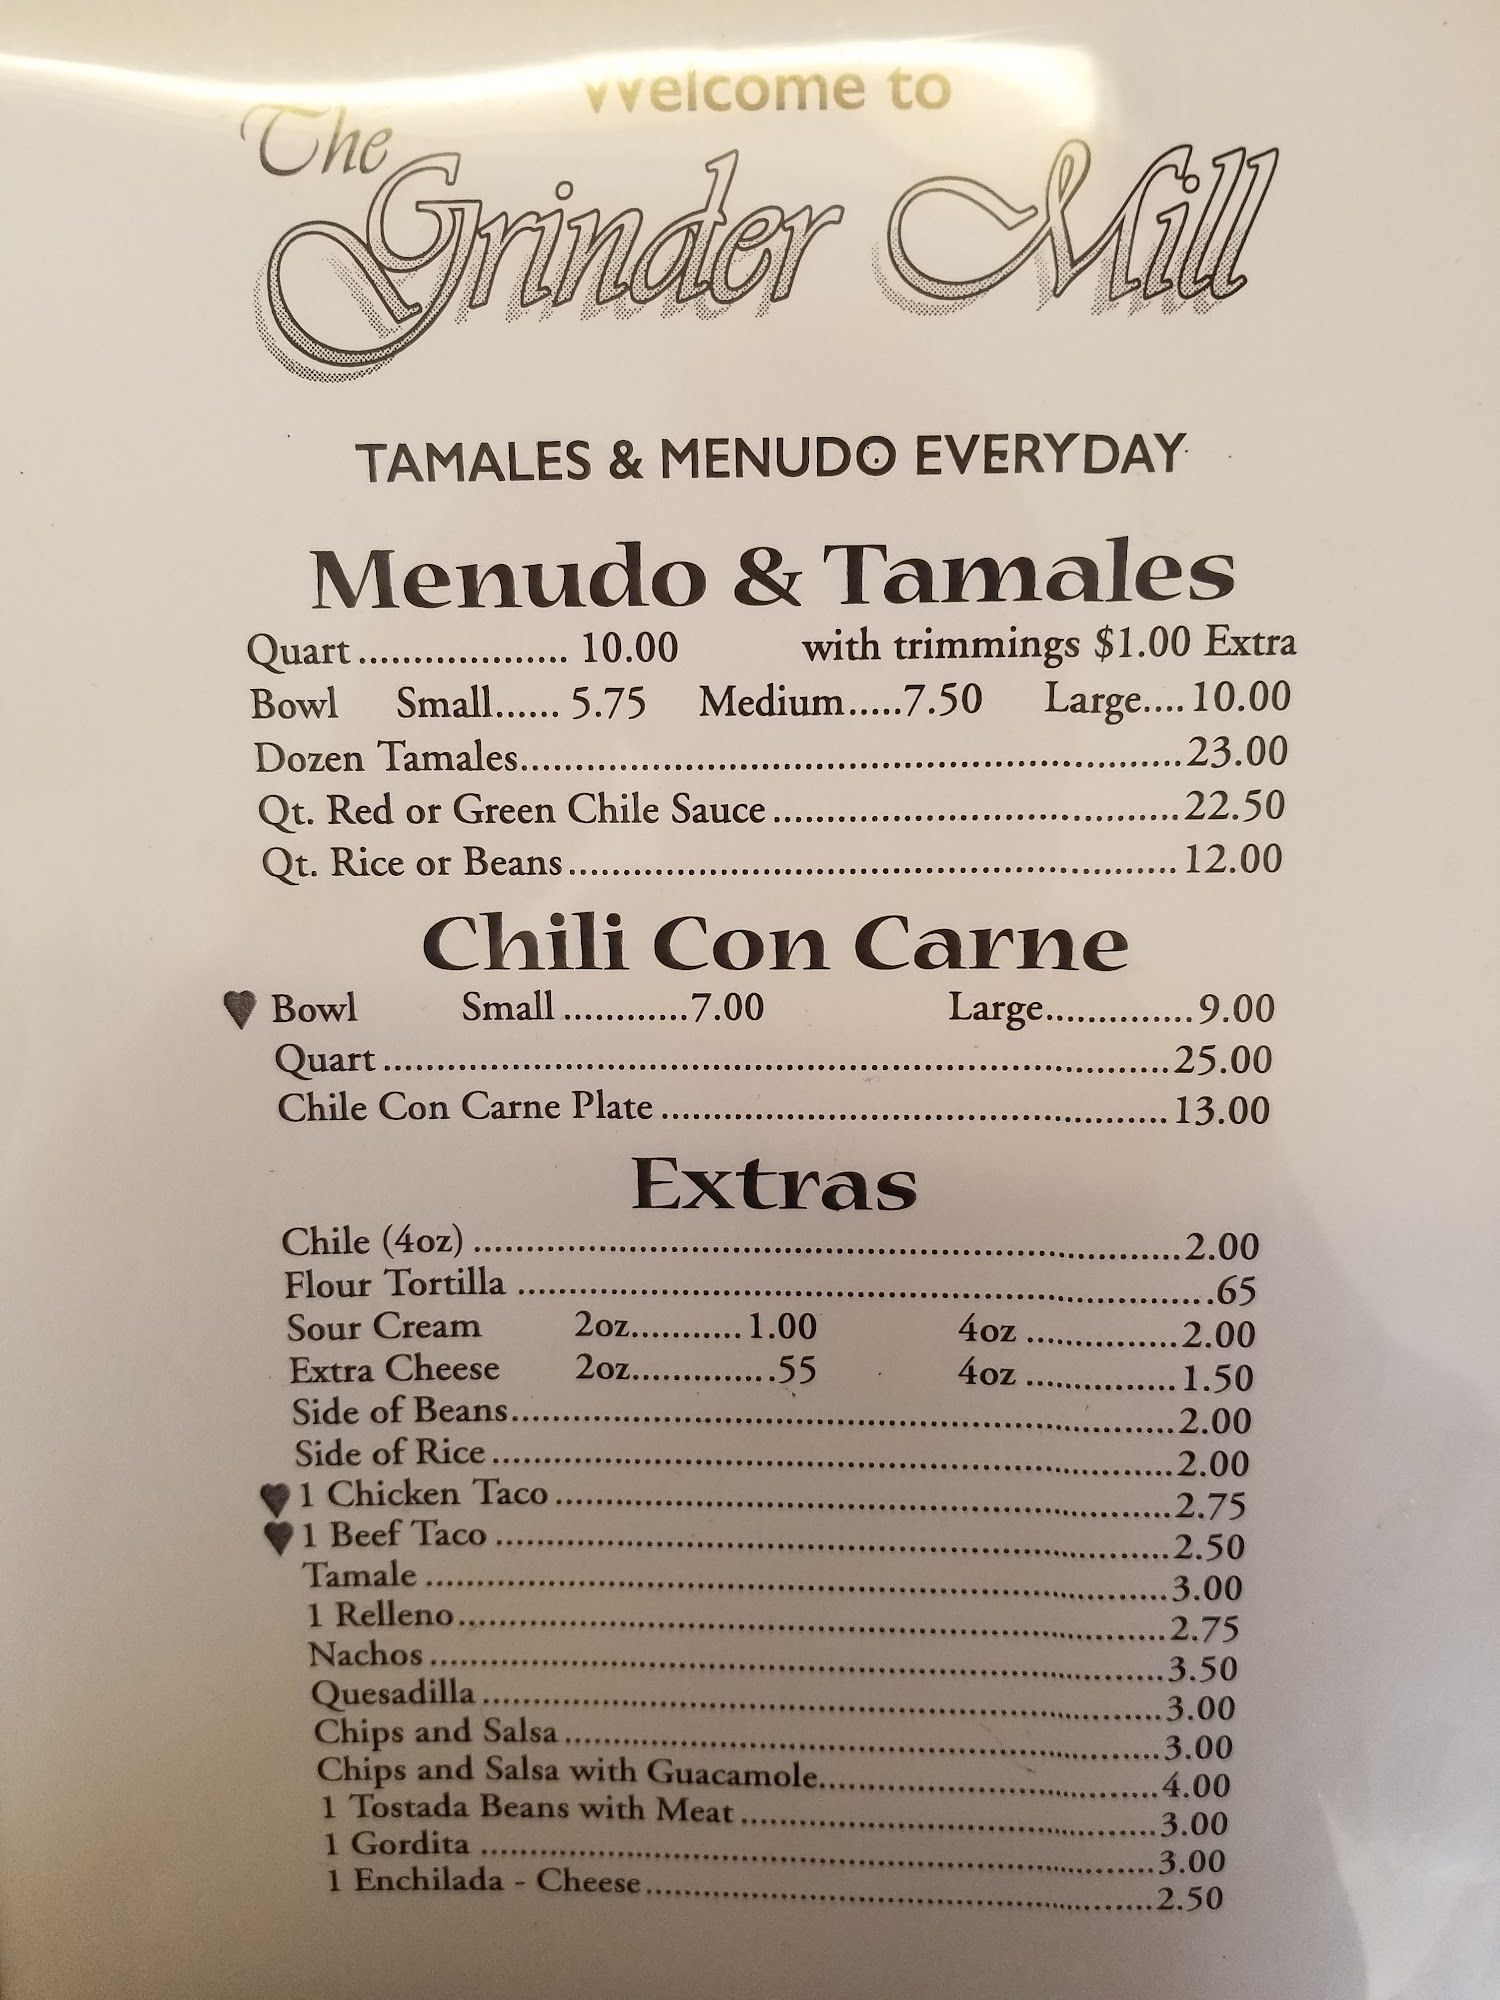 Welcome to
The Grinder Mill
TAMALES & MENUDO EVERYDAY
Menudo & Tamales
Quart................... 10.00 with trimmings $1.00 Extra
Bowl Small...... 5.75 Medium.....7.50 Large....10.00
Dozen Tamales...............................................................23.00
Qt. Red or Green Chile Sauce.......................................22.50
Qt. Rice or Beans.......................................................... 12.00
Chili Con Carne
Bowl Small............7.00 Large..............9.00
Quart...........................................................................25.00
Chile Con Carne Plate................................................ 13.00
Extras
Chile (4oz) ....................................................................2.00
Flour Tortilla ..................................................................65
Sour Cream 2oz...........1.00 4oz ...............2.00
Extra Cheese 2oz..............55 4oz ...............1.50
Side of Beans................................................................2.00
Side of Rice..................................................................2.00
1 Chicken Taco............................................................2.75
1 Beef Taco .................................................................2.50
Tamale ........................................................................3.00
1 Relleno.....................................................................2.75
Nachos ........................................................................3.50
Quesadilla...................................................................3.00
Chips and Salsa...........................................................3.00
Chips and Salsa with Guacamole.................................4.00
1 Tostada Beans with Meat ........................................3.00
1 Gordita ....................................................................3.00
1 Enchilada - Cheese..................................................2.50